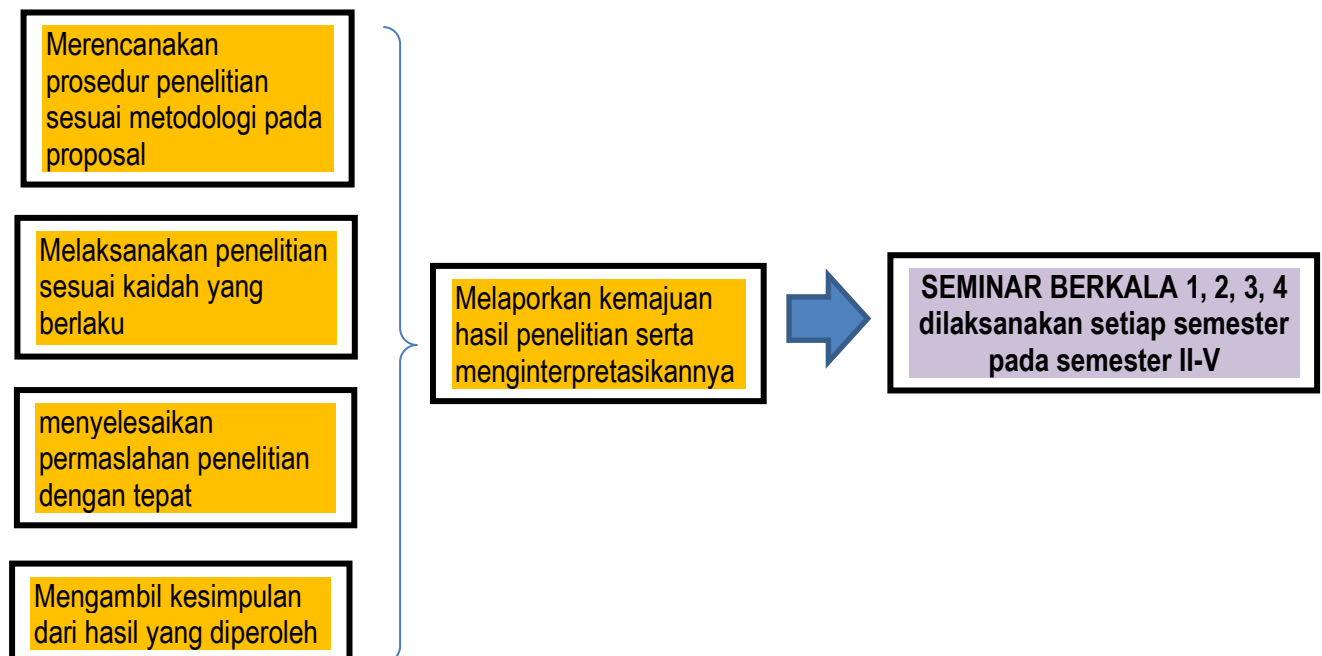 Merencanakan
prosedur penelitian
sesuai metodologi pada
proposal
Melaksanakan penelitian
sesuai kaidah yang
berlaku
menyelesaikan
permaslahan penelitian
dengan tepat
Mengambil kesimpulan
dari hasil yang diperoleh
Melaporkan kemajuan
hasil penelitian serta
menginterpretasikannya
SEMINAR BERKALA 1, 2, 3, 4
dilaksanakan setiap semester
pada semester II-V